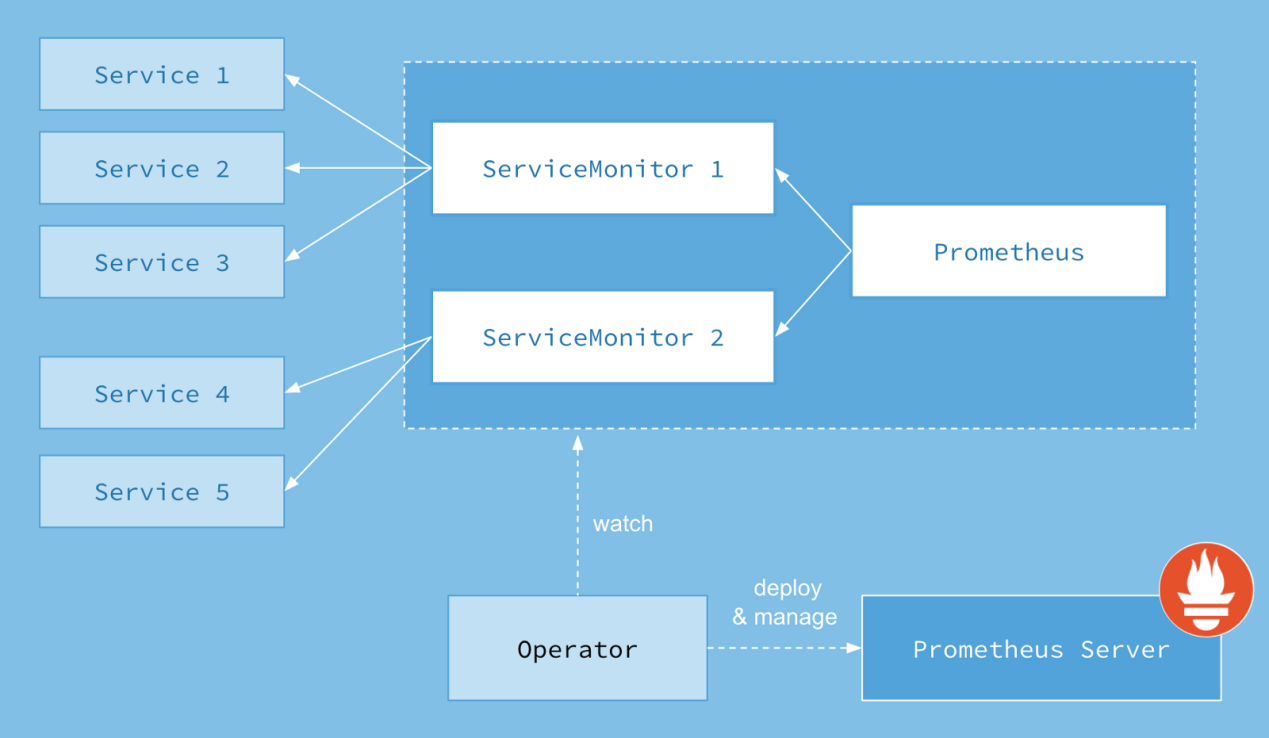 Service 1
Service 2
Service 3
Service 4
Service 5
ServiceMonitor 1
ServiceMonitor 2
Prometheus
watch
Operator
deploy
& manage
Prometheus Server